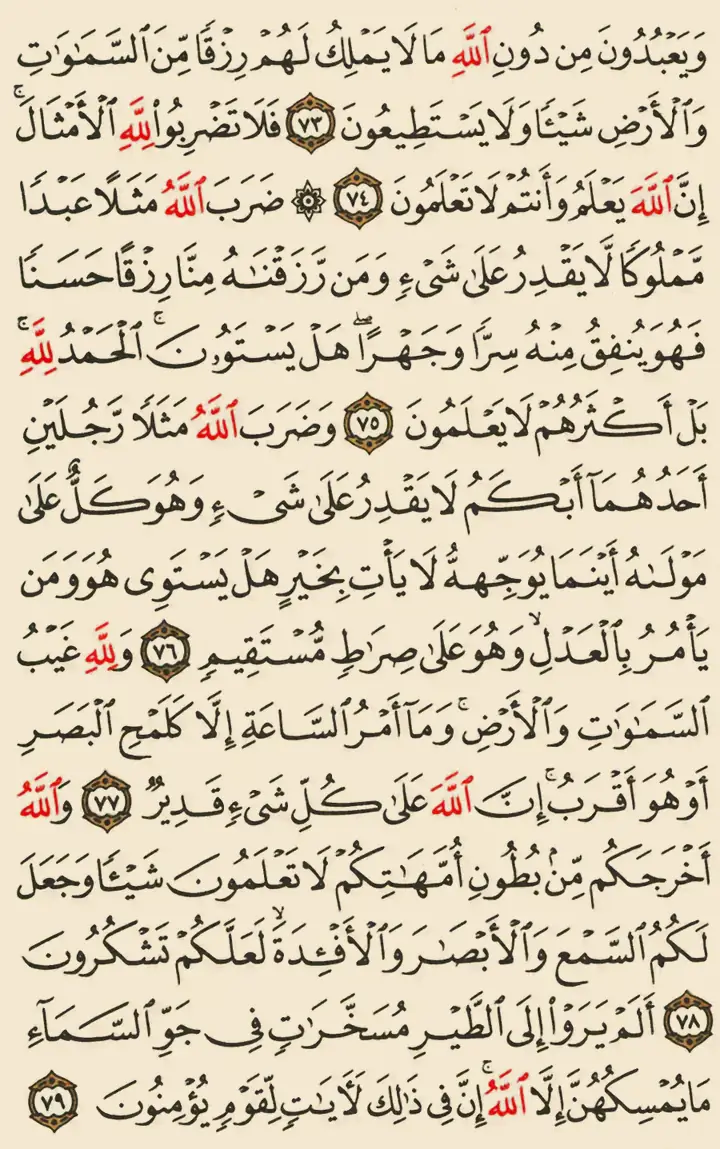 وَيَعْبُدُونَ مِن دُونِ ٱللَّهِ مَا لَا يَمْلِكُ لَهُمْ رِزْقًا مِّنَ ٱلسَّمَٰوَٰتِ
وَٱلْأَرْضِ شَيْـًٔا وَلَا يَسْتَطِيعُونَ ٧٣ فَلَا تَضْرِبُوا۟ لِلَّهِ ٱلْأَمْثَالَ ۚ
إِنَّ ٱللَّهَ يَعْلَمُ وَأَنتُمْ لَا تَعْلَمُونَ ٧٤ ۞ ضَرَبَ ٱللَّهُ مَثَلًا عَبْدًا
مَّمْلُوكًا لَّا يَقْدِرُ عَلَىٰ شَىْءٍ وَمَن رَّزَقْنَٰهُ مِنَّا رِزْقًا حَسَنًا
فَهُوَ يُنفِقُ مِنْهُ سِرًّا وَجَهْرًا ۖ هَلْ يَسْتَوُۥنَ ۚ ٱلْحَمْدُ لِلَّهِ ۚ
بَلْ أَكْثَرُهُمْ لَا يَعْلَمُونَ ٧٥ وَضَرَبَ ٱللَّهُ مَثَلًا رَّجُلَيْنِ
أَحَدُهُمَآ أَبْكَمُ لَا يَقْدِرُ عَلَىٰ شَىْءٍ وَهُوَ كَلٌّ عَلَىٰ
مَوْلَىٰهُ أَيْنَمَا يُوَجِّههُّ لَا يَأْتِ بِخَيْرٍ هَلْ يَسْتَوِى هُوَ وَمَن
يَأْمُرُ بِٱلْعَدْلِ ۙ وَهُوَ عَلَىٰ صِرَٰطٍ مُّسْتَقِيمٍ ٧٦ وَلِلَّهِ غَيْبُ
ٱلسَّمَٰوَٰتِ وَٱلْأَرْضِ ۚ وَمَآ أَمْرُ ٱلسَّاعَةِ إِلَّا كَلَمْحِ ٱلْبَصَرِ
أَوْ هُوَ أَقْرَبُ ۚ إِنَّ ٱللَّهَ عَلَىٰ كُلِّ شَىْءٍ قَدِيرٌ ٧٧ وَٱللَّهُ
أَخْرَجَكُم مِّنۢ بُطُونِ أُمَّهَٰتِكُمْ لَا تَعْلَمُونَ شَيْـًٔا وَجَعَلَ
لَكُمُ ٱلسَّمْعَ وَٱلْأَبْصَٰرَ وَٱلْأَفْـِٔدَةَ ۙ لَعَلَّكُمْ تَشْكُرُونَ
٧٨ أَلَمْ يَرَوْا۟ إِلَى ٱلطَّيْرِ مُسَخَّرَٰتٍ فِى جَوِّ ٱلسَّمَآءِ
مَا يُمْسِكُهُنَّ إِلَّا ٱللَّهُ ۗ إِنَّ فِى ذَٰلِكَ لَـَٔايَٰتٍ لِّقَوْمٍ يُؤْمِنُونَ ٧٩